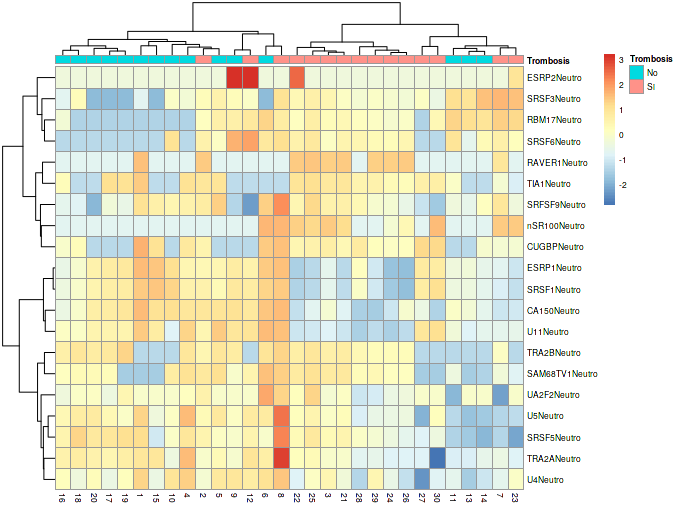 Trombosis
ESRP2Neutro
SRSF3Neutro
RBM17Neutro
SRSF6Neutro
RAVER1Neutro
TIA1Neutro
SRFSF9Neutro
nSR100Neutro
CUGBPNeutro
ESRP1Neutro
SRSF1Neutro
CA150Neutro
U11Neutro
TRA2BNeutro
SAM68TV1Neutro
UA2F2Neutro
U5Neutro
SRSF5Neutro
TRA2ANeutro
U4Neutro
16 18 20 17 19 1 15 10 4 2 5 9 12 6 8 22 25 3 21 28 29 24 26 27 30 11 13 14 7 23
3
2
1
0
-1
-2
Trombosis
No
SI